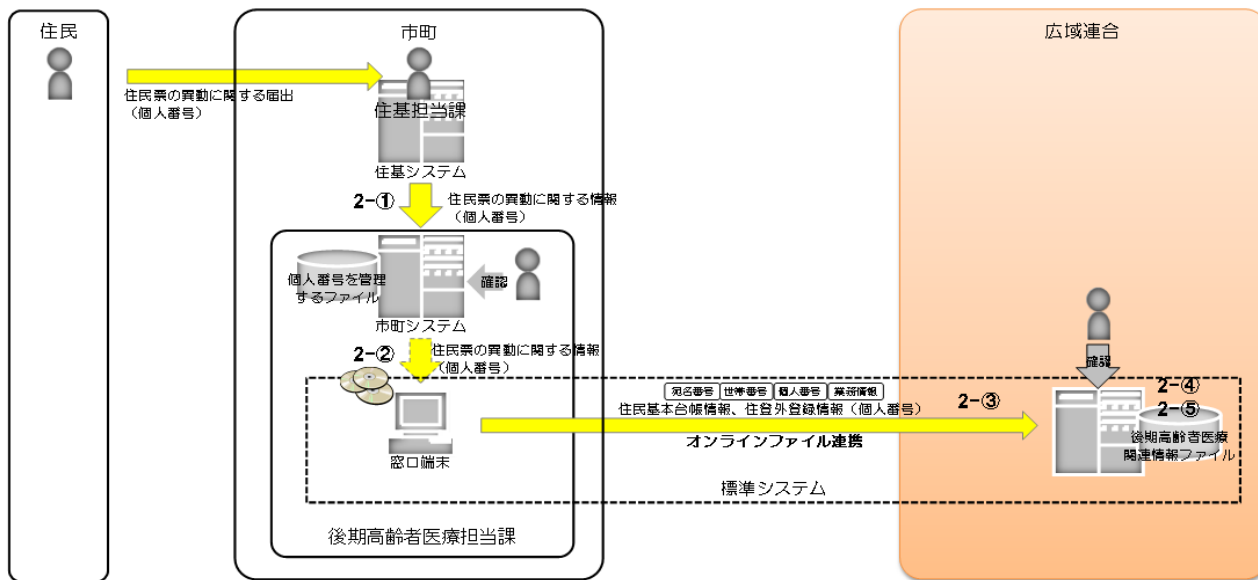 住民
市町
広域連合
住民票の異動に関する届出
（個人番号）
住基担当課
住基システム
2-①
住民票の異動に関する情報
（個人番号）
個人番号を管理
するファイル
確認
市町システム
2-②
住民票の異動に関する情報
（個人番号）
確認
宛名番号 世帯番号 個人番号 業務情報
住民基本台帳情報、住登外登録情報（個人番号）
2-③
2-④
2-⑤
オンラインファイル連携
後期高齢者医療
関連情報ファイル
窓口端末
標準システム
後期高齢者医療担当課